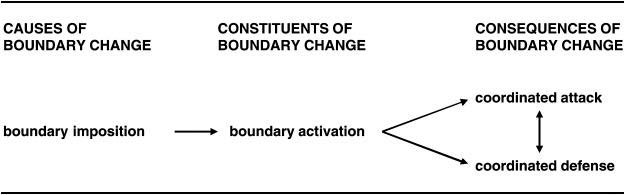 CAUSES OF
BOUNDARY CHANGE
CONSTITUENTS OF
BOUNDARY CHANGE
CONSEQUENCES OF
BOUNDARY CHANGE
boundary imposition
boundary activation
coordinated attack
coordinated defense